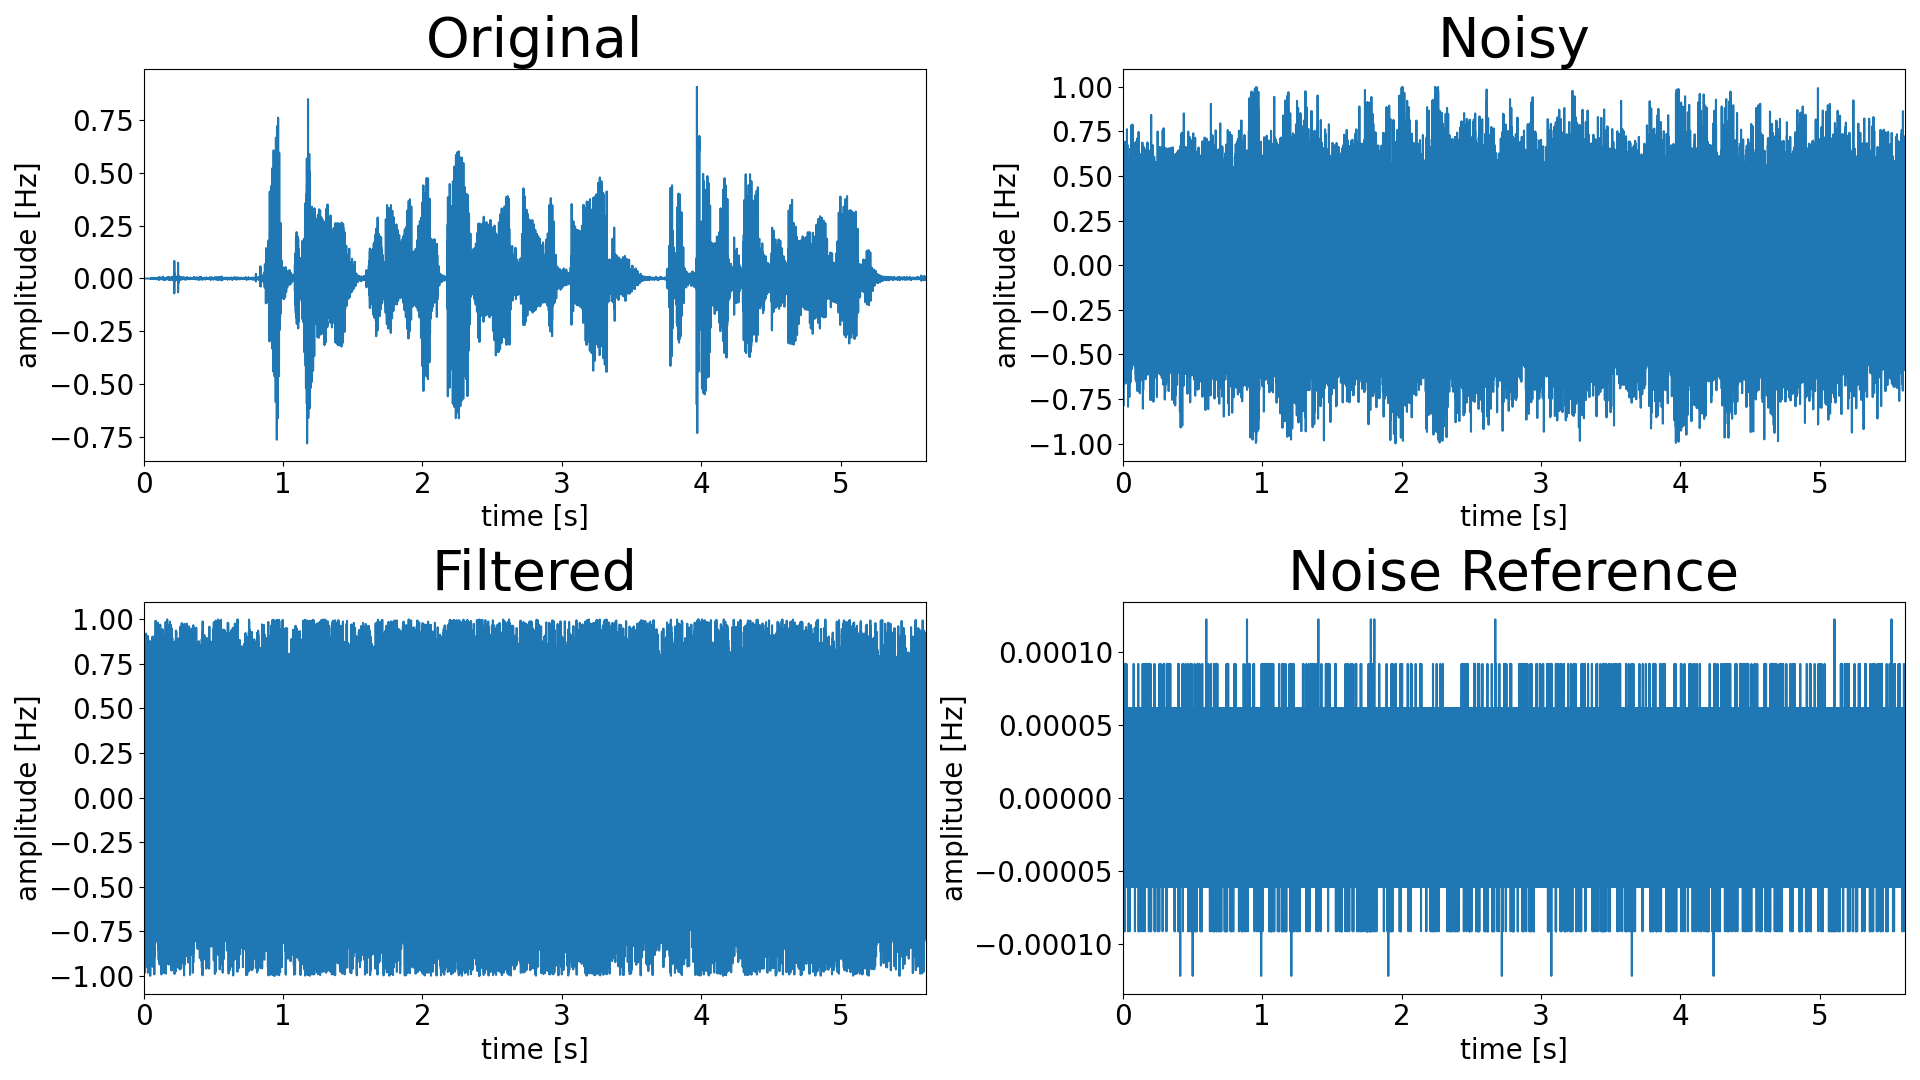 Original
amplitude [Hz]
0.75
0.50
0.25
0.00
−0.25
−0.50
−0.75
0 1 2 3 4 5
time [s]
Noisy
amplitude [Hz]
1.00
0.75
0.50
0.25
0.00
−0.25
−0.50
−0.75
−1.00
0 1 2 3 4 5
time [s]
Filtered
amplitude [Hz]
1.00
0.75
0.50
0.25
0.00
−0.25
−0.50
−0.75
−1.00
0 1 2 3 4 5
time [s]
Noise Reference
amplitude [Hz]
0.00010
0.00005
0.00000
−0.00005
−0.00010
0 1 2 3 4 5
time [s]